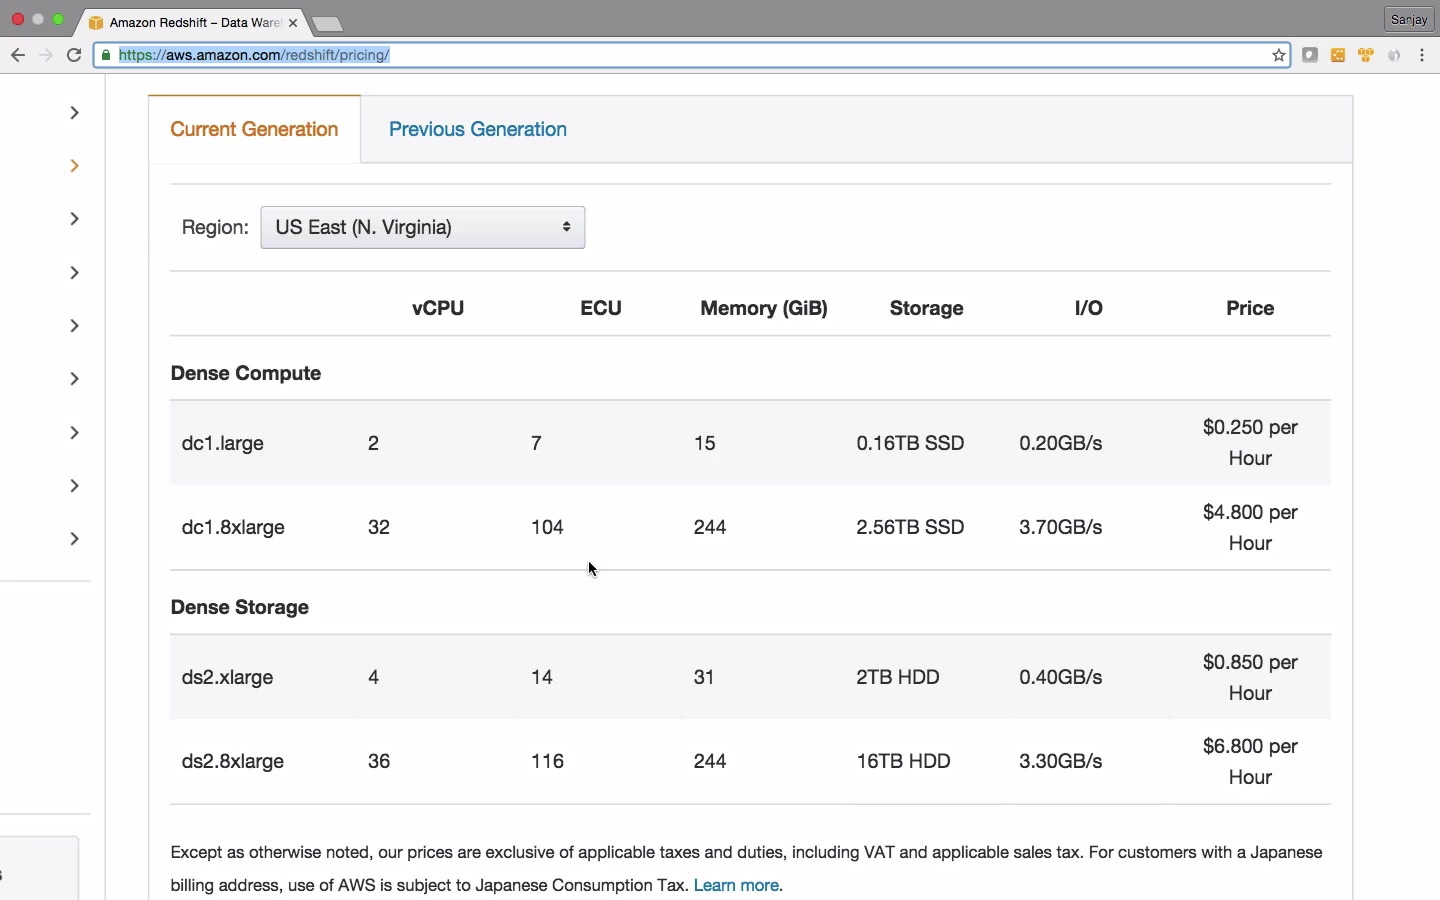 Amazon Redshift – Data Ware
Sanjay
https://aws.amazon.com/redshift/pricing/
Current Generation
Previous Generation
Region:
US East (N. Virginia)
vCPU ECU Memory (GiB) Storage I/O Price
Dense Compute
dc1.large 2 7 15 0.16TB SSD 0.20GB/s $0.250 per
Hour
dc1.8xlarge 32 104 244 2.56TB SSD 3.70GB/s $4.800 per
Hour
Dense Storage
ds2.xlarge 4 14 31 2TB HDD 0.40GB/s $0.850 per
Hour
ds2.8xlarge 36 116 244 16TB HDD 3.30GB/s $6.800 per
Hour
Except as otherwise noted, our prices are exclusive of applicable taxes and duties, including VAT and applicable sales tax. For customers with a Japanese
billing address, use of AWS is subject to Japanese Consumption Tax. Learn more.
s